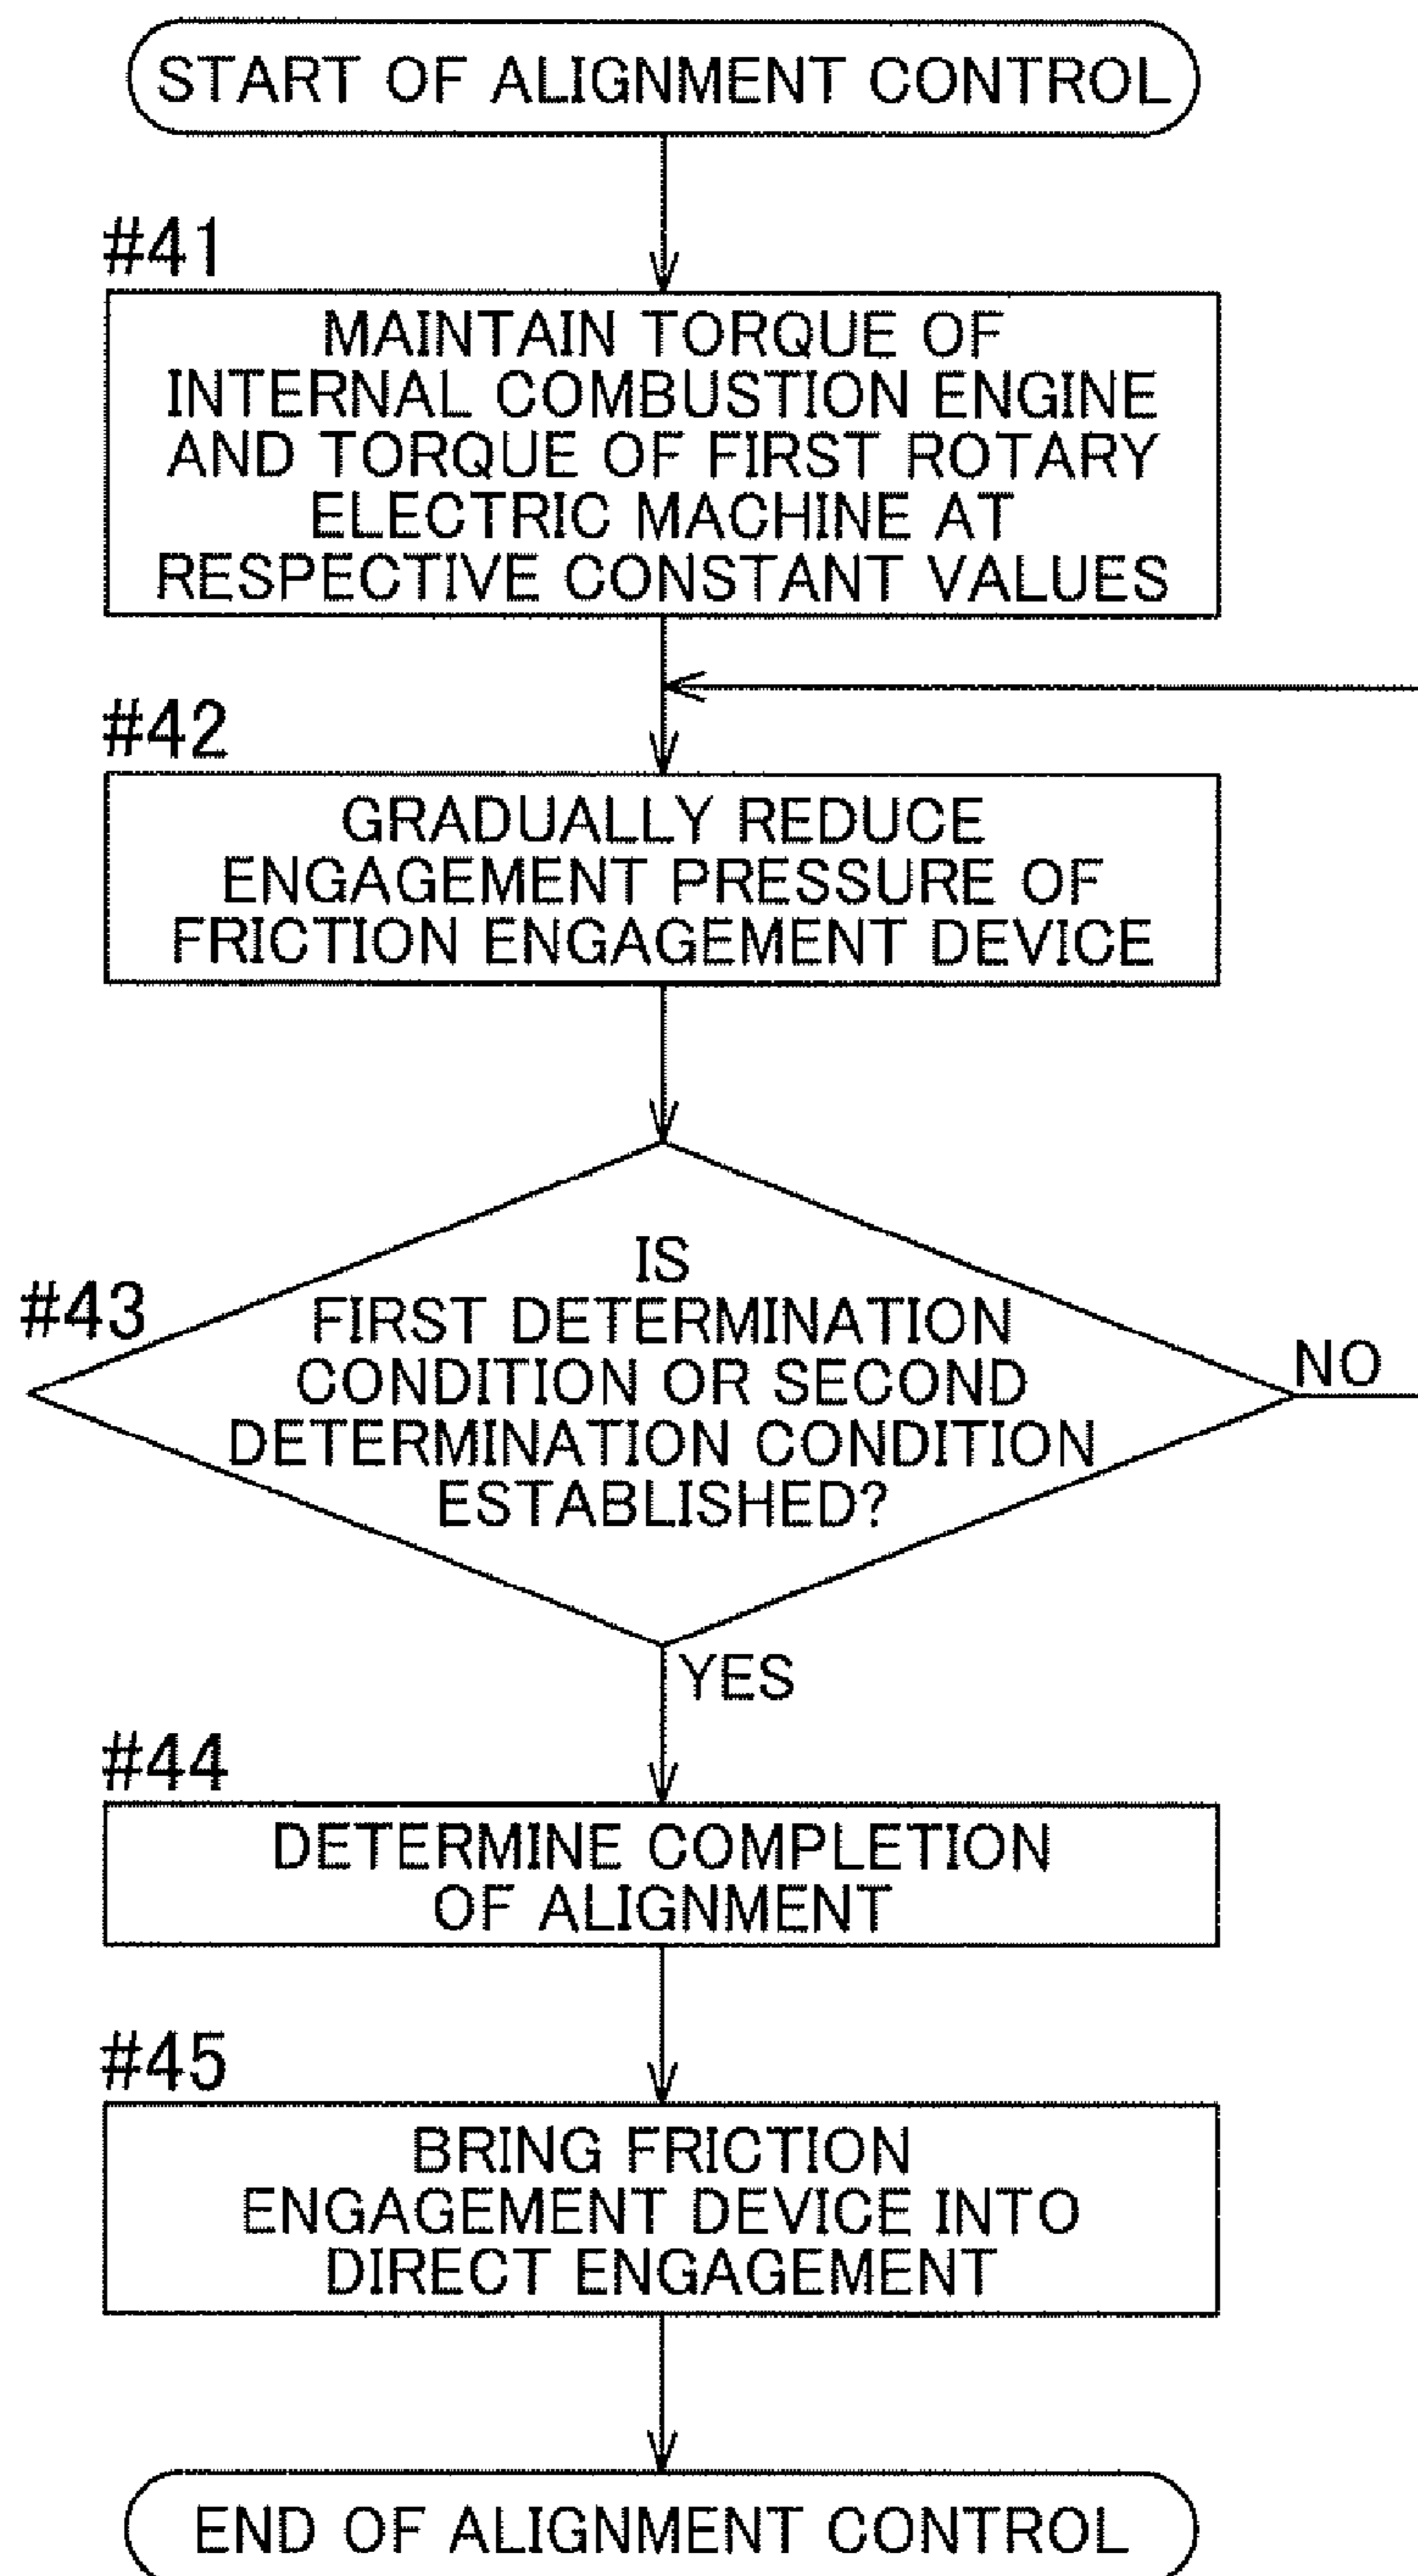 START OF ALIGNMENT CONTROL
#41
MAINTAIN TORQUE OF
INTERNAL COMBUSTION ENGINE
AND TORQUE OF FIRST ROTARY
ELECTRIC MACHINE AT
RESPECTIVE CONSTANT VALUES
#42
GRADUALLY REDUCE
ENGAGEMENT PRESSURE OF
FRICTION ENGAGEMENT DEVICE
#43
IS
FIRST DETERMINATION
CONDITION OR SECOND
DETERMINATION CONDITION
ESTABLISHED?
NO
YES
#44
DETERMINE COMPLETION
OF ALIGNMENT
#45
BRING FRICTION
ENGAGEMENT DEVICE INTO
DIRECT ENGAGEMENT
END OF ALIGNMENT CONTROL